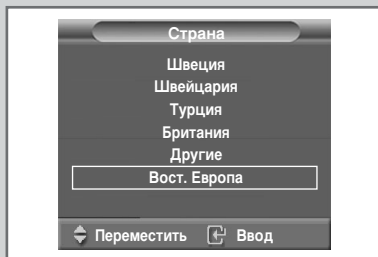 Страна
Швеция
Швейцария
Турция
Британия
Другие
Вост. Европа
Переместить Ввод